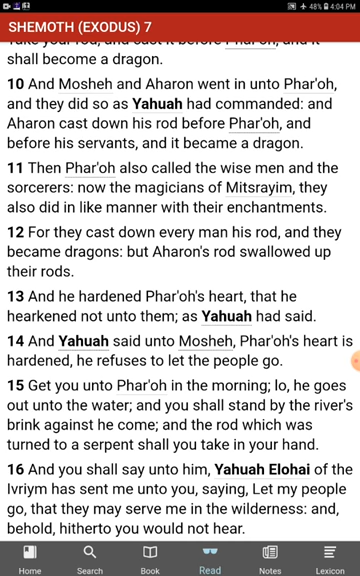 48% 4:04 PM
SHEMOTH (EXODUS) 7
Take your rod, and cast it before Phar'oh, and it
shall become a dragon.
10 And Mosheh and Aharon went in unto Phar'oh,
and they did so as Yahuah had commanded: and
Aharon cast down his rod before Phar'oh, and
before his servants, and it became a dragon.
11 Then Phar'oh also called the wise men and the
sorcerers: now the magicians of Mitsrayim, they
also did in like manner with their enchantments.
12 For they cast down every man his rod, and they
became dragons: but Aharon's rod swallowed up
their rods.
13 And he hardened Phar'oh's heart, that he
hearkened not unto them; as Yahuah had said.
14 And Yahuah said unto Mosheh, Phar'oh's heart is
hardened, he refuses to let the people go.
15 Get you unto Phar'oh in the morning; lo, he goes
out unto the water; and you shall stand by the river's
brink against he come; and the rod which was
turned to a serpent shall you take in your hand.
16 And you shall say unto him, Yahuah Elohai of the
Ivriym has sent me unto you, saying, Let my people
go, that they may serve me in the wilderness: and,
behold, hitherto you would not hear.
Home Search Book Read Notes Lexicon